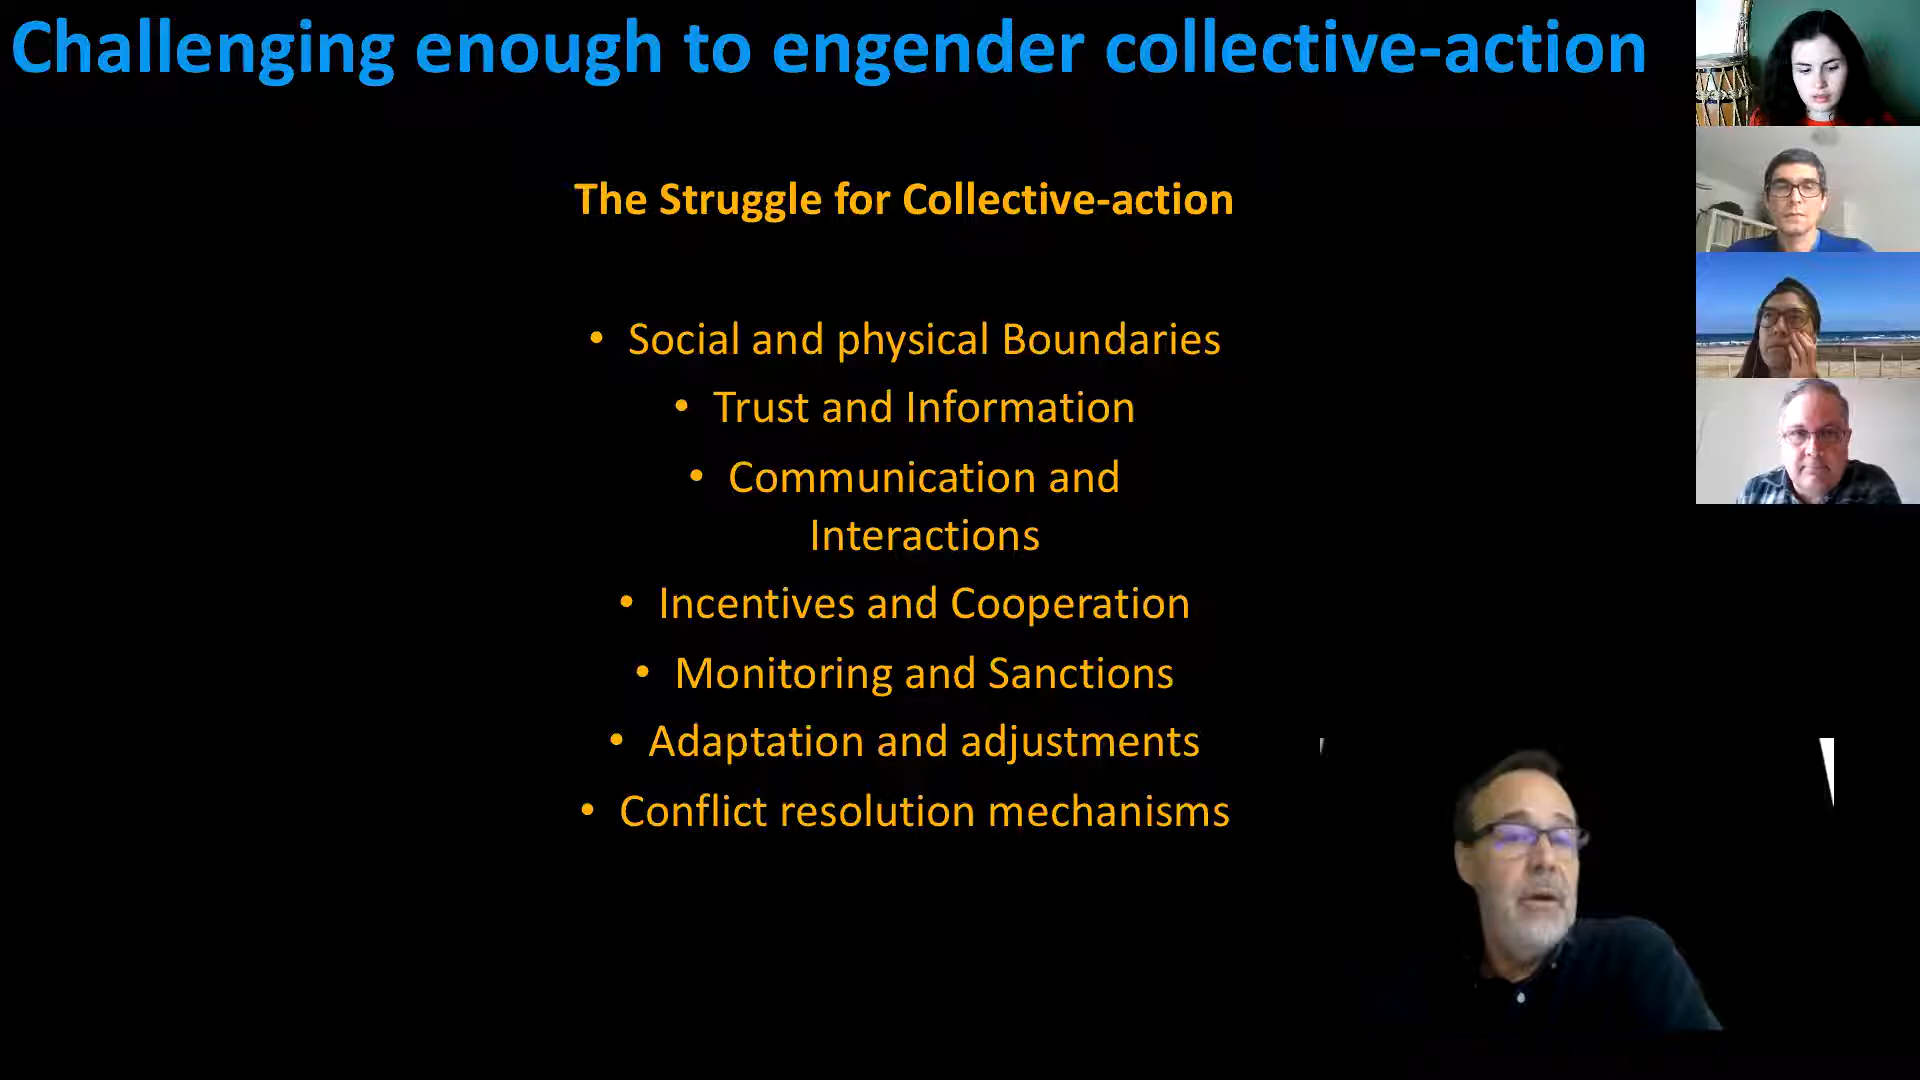 Challenging enough to engender collective-action
The Struggle for Collective-action
• Social and physical Boundaries
• Trust and Information
• Communication and
Interactions
• Incentives and Cooperation
• Monitoring and Sanctions
• Adaptation and adjustments
• Conflict resolution mechanisms